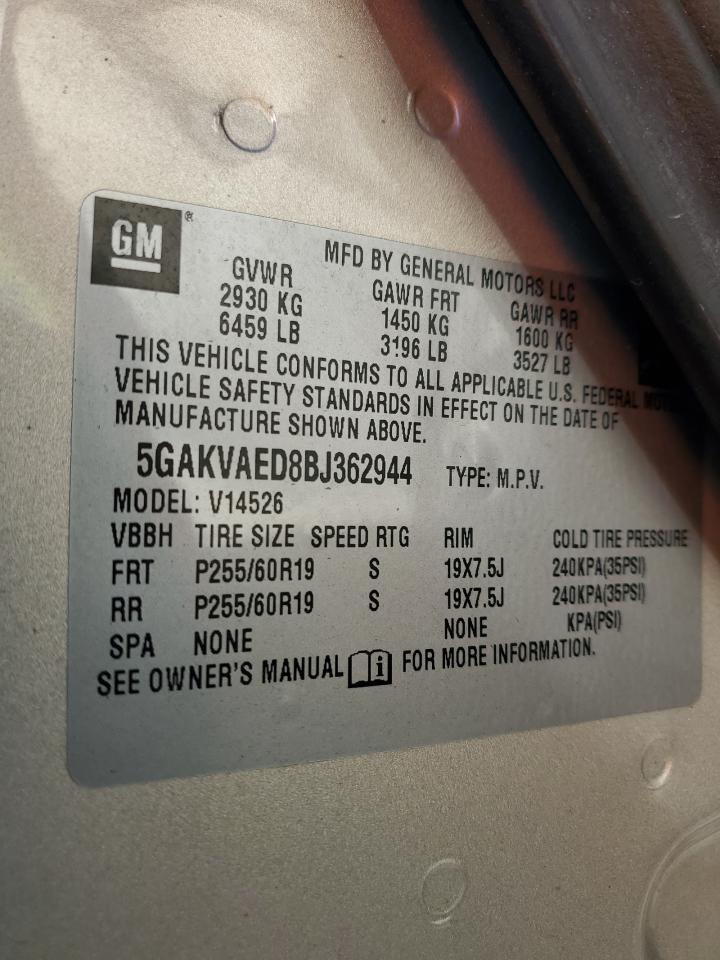 GM ®
MFD BY GENERAL MOTORS LLC
GVWR GAWR FRT GAWR RR
2930 KG 1450 KG 1600 KG
6459 LB 3196 LB 3527 LB
THIS VEHICLE CONFORMS TO ALL APPLICABLE U.S. FEDERAL MOTOR
VEHICLE SAFETY STANDARDS IN EFFECT ON THE DATE OF
MANUFACTURE SHOWN ABOVE.
5GAKVAED8BJ362944 TYPE: M.P.V.
MODEL: V14526
VBBH TIRE SIZE SPEED RTG RIM COLD TIRE PRESSURE
FRT P255/60R19 S 19X7.5J 240KPA(35PSI)
RR P255/60R19 S 19X7.5J 240KPA(35PSI)
SPA NONE NONE KPA(PSI)
SEE OWNER'S MANUAL FOR MORE INFORMATION.